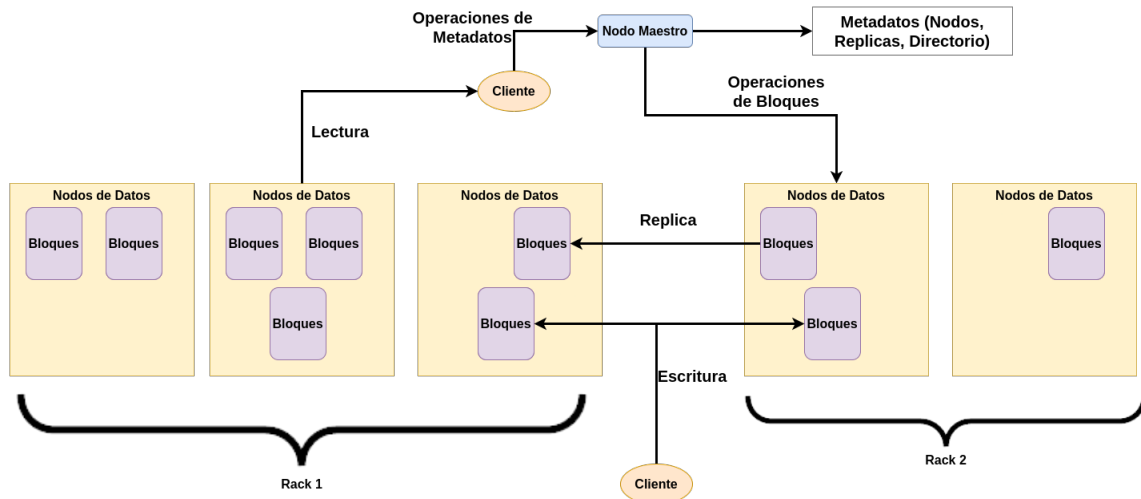 Operaciones de
Metadatos
Nodo Maestro
Metadatos (Nodos,
Replicas, Directorio)
Cliente
Operaciones
de Bloques
Lectura
Nodos de Datos
Bloques
Bloques
Nodos de Datos
Bloques
Bloques
Bloques
Nodos de Datos
Bloques
Bloques
Replica
Nodos de Datos
Bloques
Bloques
Nodos de Datos
Bloques
Escritura
Rack 1
Cliente
Rack 2